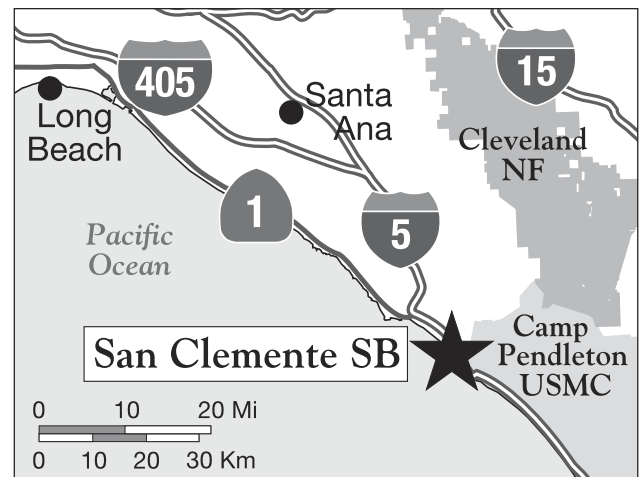 405
15
Santa
Ana
Long
Beach
Cleveland
NF
1
5
Pacific
Ocean
San Clemente SB
Camp
Pendleton
USMC
0 10 20 Mi
0 10 20 30 Km